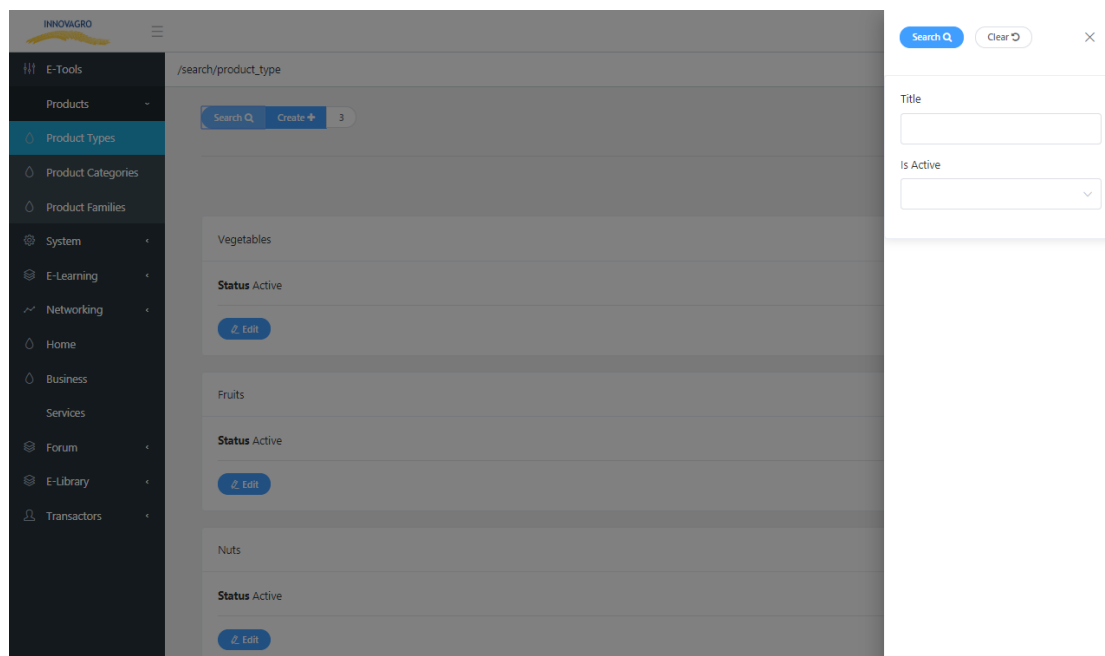 INNOVAGRO
E-Tools
Products
Product Types
Product Categories
Product Families
System
E-Learning
Networking
Home
Business
Services
Forum
E-Library
Transactors
/search/product_type
Search Create 3
Vegetables
Status Active
Edit
Fruits
Status Active
Edit
Nuts
Status Active
Edit
Search Clear
Title
Is Active